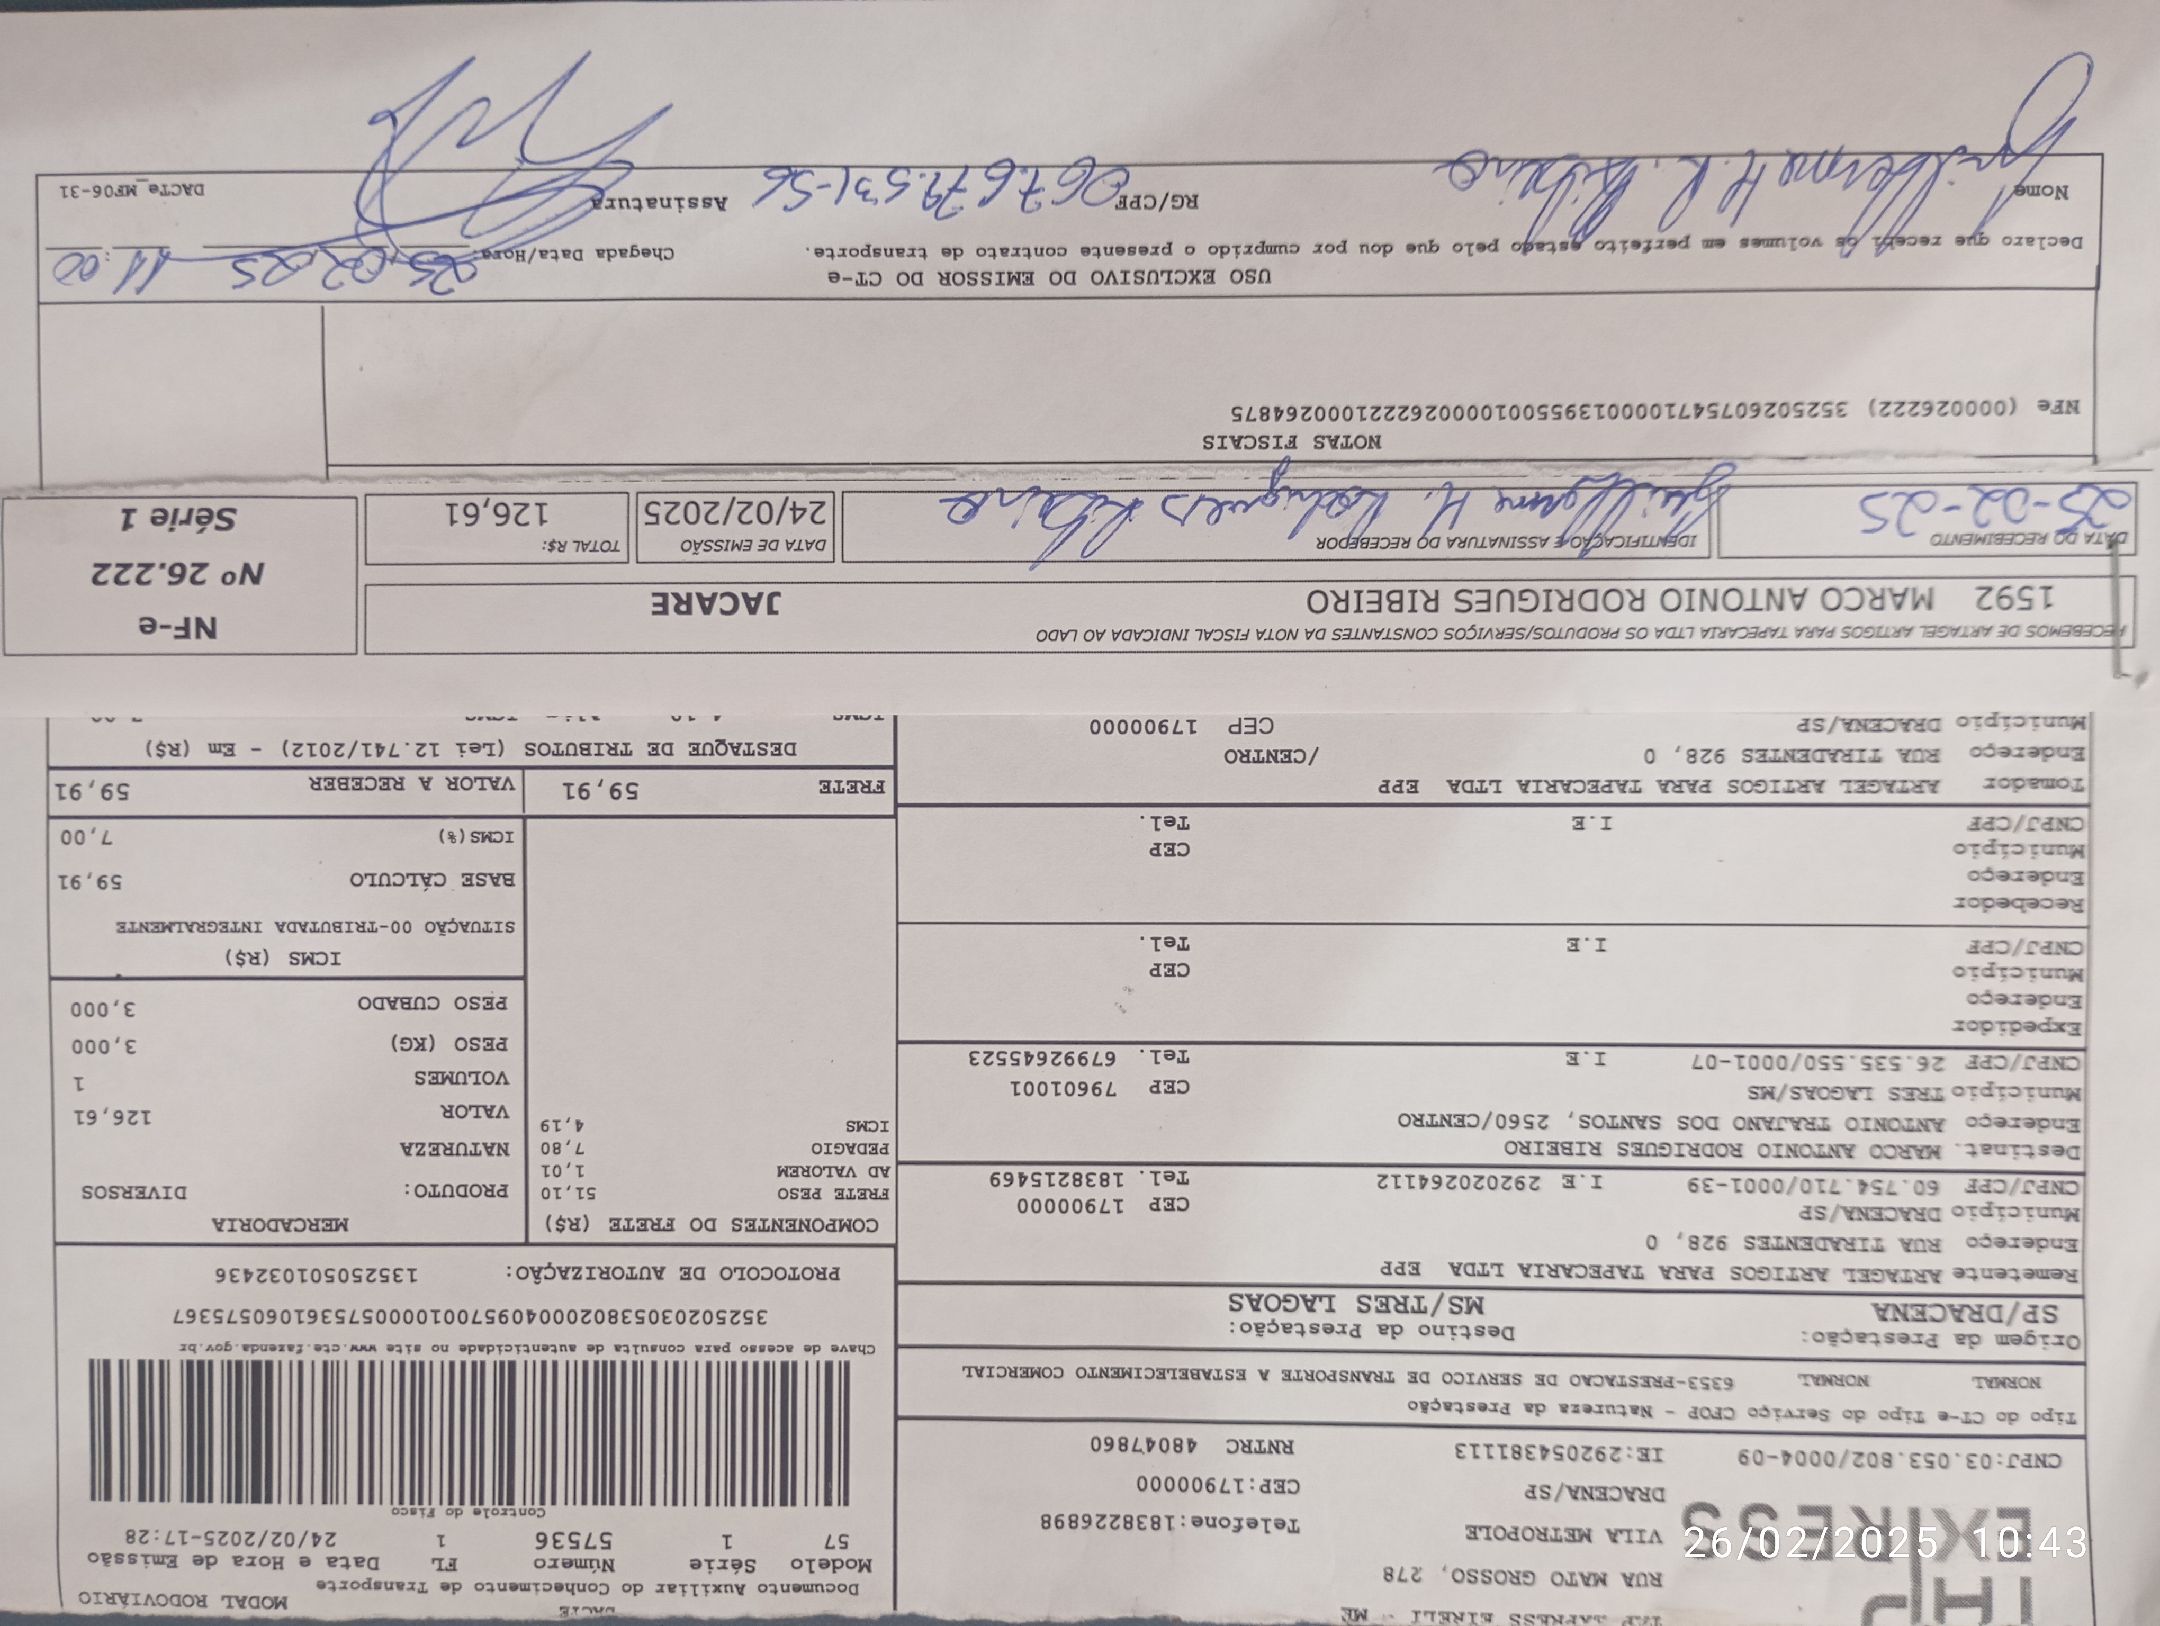 DACTE
Documento Auxiliar do Conhecimento de Transporte
MODAL RODOVIÁRIO
RUA MATO GROSSO, 278
VILA METROPOLE Telefone:1838226898
DRACENA/SP CEP:17900000
CNPJ:03.053.802/0004-09 IE:292054381113 RNTRC 48047860
Modelo Série Número FL Data e Hora de Emissão
57 1 57536 1 24/02/2025-17:28
Controle do Fisco
Chave de acesso para consulta de autenticidade no site www.cte.fazenda.gov.br
35250203053802000409570010000575361060575367
PROTOCOLO DE AUTORIZAÇÃO: 135250501032436
Tipo do CT-e Tipo do Serviço CFOP - Natureza da Prestação
NORMAL NORMAL 6353-PRESTACAO DE SERVICO DE TRANSPORTE A ESTABELECIMENTO COMERCIAL
Origem da Prestação: Destino da Prestação:
SP/DRACENA MS/TRES LAGOAS
Remetente ARTAGEL ARTIGOS PARA TAPECARIA LTDA EPP
Endereço RUA TIRADENTES 928, 0
Município DRACENA/SP CEP 17900000
CNPJ/CPF 60.754.710/0001-39 I.E 292020264112 Tel. 1838215469
Destinat. MARCO ANTONIO RODRIGUES RIBEIRO
Endereço ANTONIO TRAJANO DOS SANTOS, 2560/CENTRO
Município TRES LAGOAS/MS CEP 79601001
CNPJ/CPF 26.535.550/0001-07 I.E Tel. 67992645523
Expedidor
Endereço
Município CEP
CNPJ/CPF I.E Tel.
Recebedor
Endereço
Município CEP
CNPJ/CPF I.E Tel.
Tomador ARTAGEL ARTIGOS PARA TAPECARIA LTDA EPP
Endereço RUA TIRADENTES 928, 0 /CENTRO
Município DRACENA/SP CEP 17900000
COMPONENTES DO FRETE (R$)
FRETE PESO 51,10
AD VALOREM 1,01
PEDAGIO 7,80
ICMS 4,19
MERCADORIA
PRODUTO: DIVERSOS
NATUREZA
VALOR 126,61
VOLUMES 1
PESO (KG) 3,000
PESO CUBADO 3,000
ICMS (R$)
SITUAÇÃO 00-TRIBUTADA INTEGRALMENTE
BASE CÁLCULO 59,91
ICMS(%) 7,00
FRETE 59,91 VALOR A RECEBER 59,91
DESTAQUE DE TRIBUTOS (Lei 12.741/2012) - Em (R$)
RECEBEMOS DE ARTAGEL ARTIGOS PARA TAPECARIA LTDA OS PRODUTOS/SERVIÇOS CONSTANTES DA NOTA FISCAL INDICADA AO LADO
1592 MARCO ANTONIO RODRIGUES RIBEIRO JACARE
NF-e
Nº 26.222
Série 1
DATA DO RECEBIMENTO
25-02-25
IDENTIFICAÇÃO E ASSINATURA DO RECEBEDOR
Guilherme H. Rodrigues Ribeiro
DATA DE EMISSÃO
24/02/2025
TOTAL R$:
126,61
NOTAS FISCAIS
NFe (000026222) 35250260754710000139550010000262221000264875
USO EXCLUSIVO DO EMISSOR DO CT-e
Declaro que recebi os volumes em perfeito estado pelo que dou por cumprido o presente contrato de transporte.
Chegada Data/Hora: 25 02 25 11:00
Nome Guilherme H. R. Ribeiro
RG/CPF 067.677.531-56
Assinatura
DACTe_MF06-31
26/02/2025 10:43